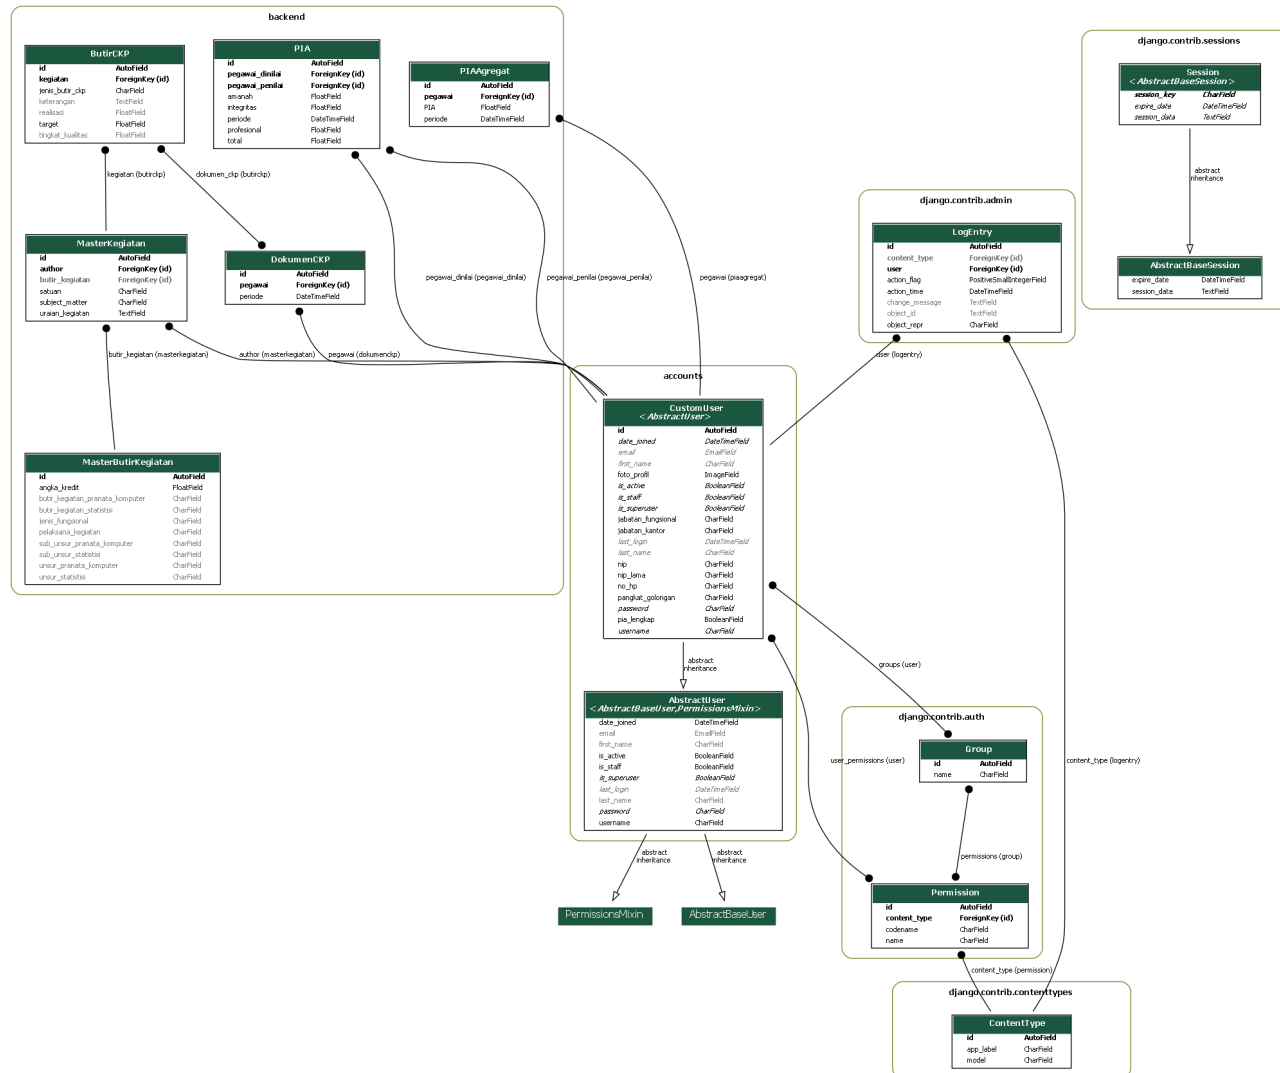 backend
ButirCKP
id AutoField
kegiatan ForeignKey (id)
jenis_butir_ckp CharField
keterangan TextField
realisasi FloatField
target FloatField
tingkat_kualitas FloatField
PIA
id AutoField
pegawai_dinilai ForeignKey (id)
pegawai_penilai ForeignKey (id)
amanah FloatField
integritas FloatField
periode DateTimeField
profesional FloatField
total FloatField
PIAAgregat
id AutoField
pegawai ForeignKey (id)
PIA FloatField
periode DateTimeField
kegiatan (butirckp)
dokumen_ckp (butirckp)
MasterKegiatan
id AutoField
author ForeignKey (id)
butir_kegiatan ForeignKey (id)
satuan CharField
subject_matter CharField
uraian_kegiatan TextField
DokumenCKP
id AutoField
pegawai ForeignKey (id)
periode DateTimeField
pegawai_dinilai (pegawai_dinilai)
pegawai_penilai (pegawai_penilai)
pegawai (piaagregat)
butir_kegiatan (masterkegiatan)
author (masterkegiatan)
pegawai (dokumenckp)
MasterButirKegiatan
id AutoField
angka_kredit FloatField
butir_kegiatan_pranata_komputer CharField
butir_kegiatan_statistisi CharField
jenis_fungsional CharField
pelaksana_kegiatan CharField
sub_unsur_pranata_komputer CharField
sub_unsur_statistisi CharField
unsur_pranata_komputer CharField
unsur_statistisi CharField
django.contrib.sessions
Session
<AbstractBaseSession>
session_key CharField
expire_date DateTimeField
session_data TextField
abstract
inheritance
AbstractBaseSession
expire_date DateTimeField
session_data TextField
django.contrib.admin
LogEntry
id AutoField
content_type ForeignKey (id)
user ForeignKey (id)
action_flag PositiveSmallIntegerField
action_time DateTimeField
change_message TextField
object_id TextField
object_repr CharField
user (logentry)
accounts
CustomUser
<AbstractUser>
id AutoField
date_joined DateTimeField
email EmailField
first_name CharField
foto_profil ImageField
is_active BooleanField
is_staff BooleanField
is_superuser BooleanField
jabatan_fungsional CharField
jabatan_kantor CharField
last_login DateTimeField
last_name CharField
nip CharField
nip_lama CharField
no_hp CharField
pangkat_golongan CharField
password CharField
pia_lengkap BooleanField
username CharField
abstract
inheritance
AbstractUser
<AbstractBaseUser,PermissionsMixin>
date_joined DateTimeField
email EmailField
first_name CharField
is_active BooleanField
is_staff BooleanField
is_superuser BooleanField
last_login DateTimeField
last_name CharField
password CharField
username CharField
abstract
inheritance
abstract
inheritance
PermissionsMixin
AbstractBaseUser
groups (user)
user_permissions (user)
content_type (logentry)
django.contrib.auth
Group
id AutoField
name CharField
permissions (group)
Permission
id AutoField
content_type ForeignKey (id)
codename CharField
name CharField
content_type (permission)
django.contrib.contenttypes
ContentType
id AutoField
app_label CharField
model CharField